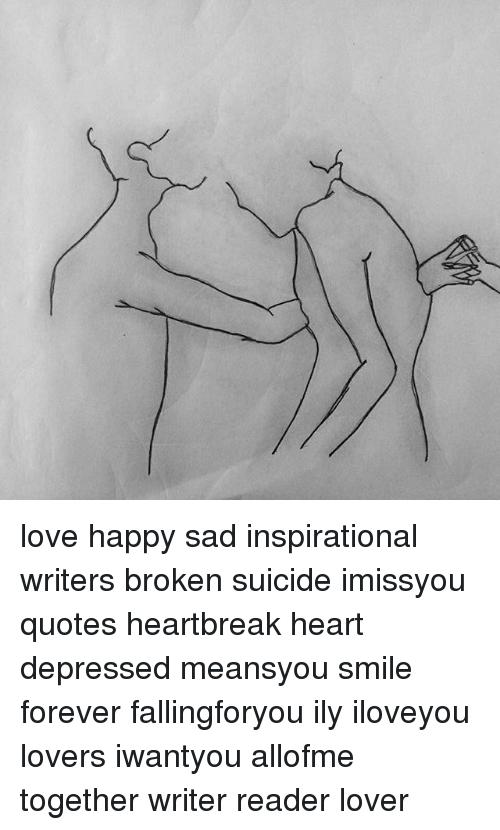 love happy sad inspirational
writers broken suicide imissyou
quotes heartbreak heart
depressed meansyou smile
forever fallingforyou ily iloveyou
lovers iwantyou allofme
together writer reader lover